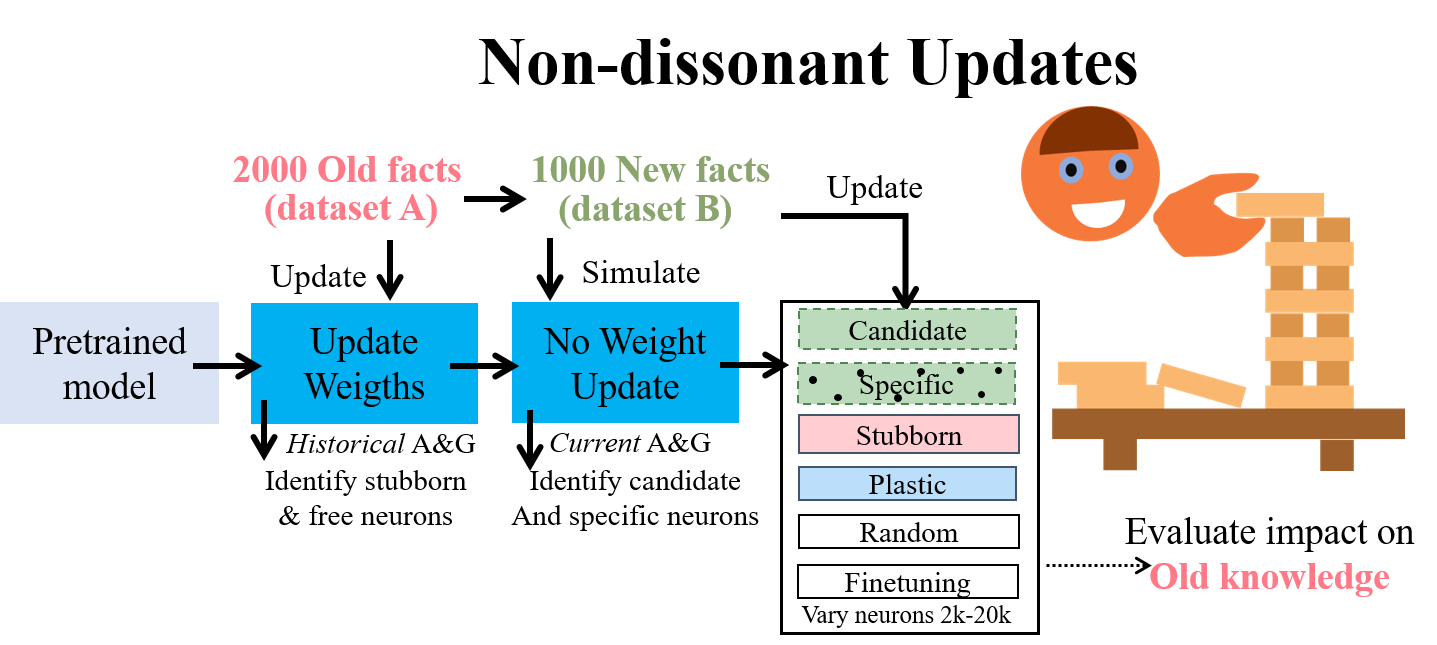 Non-dissonant Updates
2000 Old facts
(dataset A)
1000 New facts
(dataset B)
Update
Update
Simulate
Pretrained
model
Update
Weigths
No Weight
Update
Historical A&G
Identify stubborn
& free neurons
Current A&G
Identify candidate
And specific neurons
Candidate
Specific
Stubborn
Plastic
Random
Finetuning
Vary neurons 2k-20k
Evaluate impact on
Old knowledge